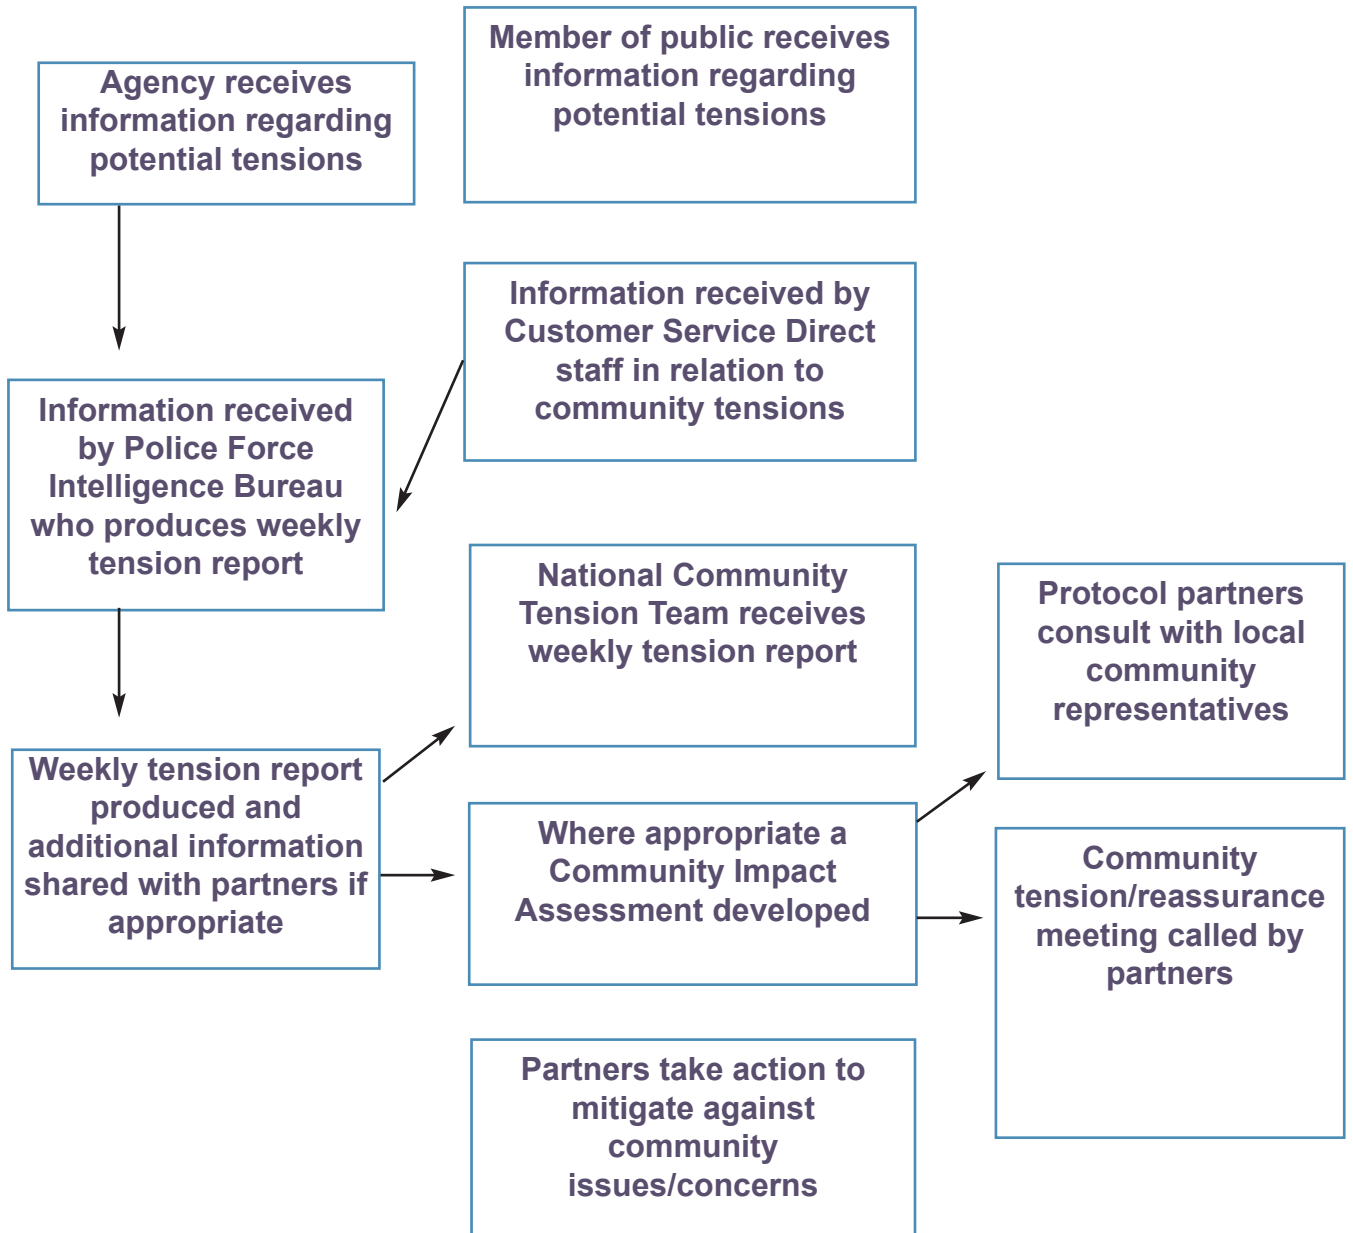 Agency receives
information regarding
potential tensions
Member of public receives
information regarding
potential tensions
Information received by
Customer Service Direct
staff in relation to
community tensions
Information received
by Police Force
Intelligence Bureau
who produces weekly
tension report
National Community
Tension Team receives
weekly tension report
Protocol partners
consult with local
community
representatives
Weekly tension report
produced and
additional information
shared with partners if
appropriate
Where appropriate a
Community Impact
Assessment developed
Community
tension/reassurance
meeting called by
partners
Partners take action to
mitigate against
community
issues/concerns